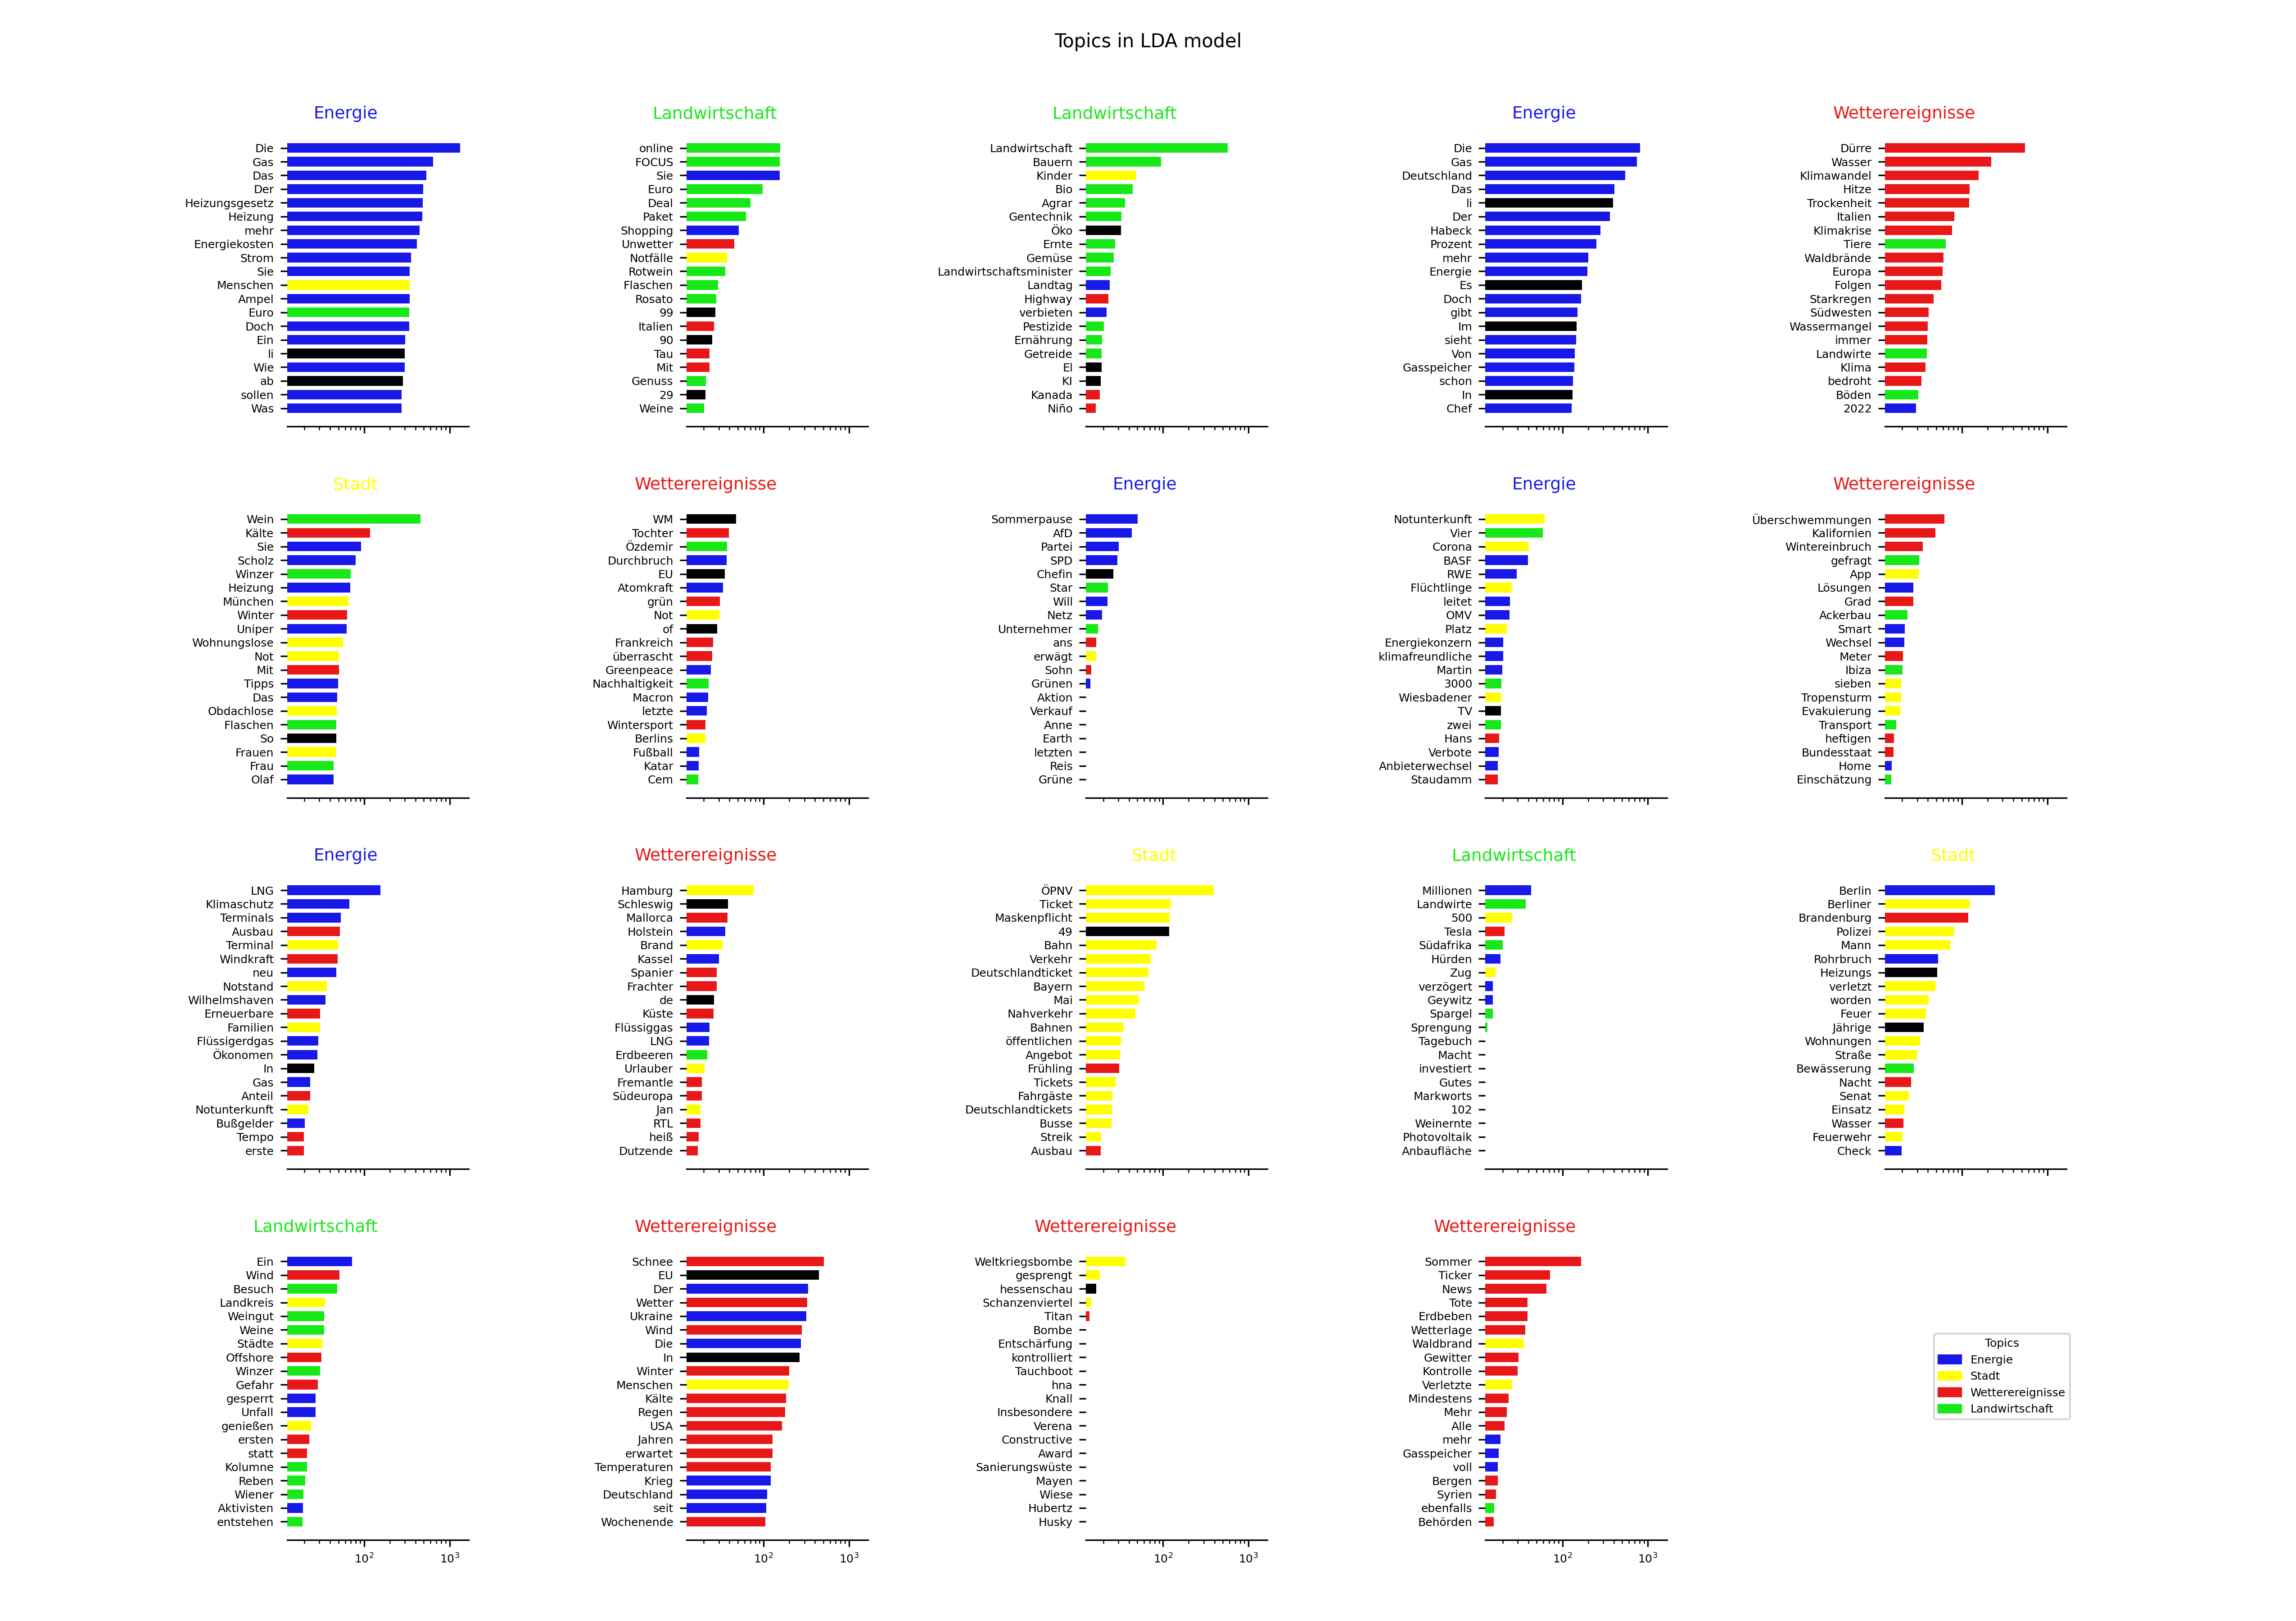 Topics in LDA model
Energie
Die
Gas
Das
Der
Heizungsgesetz
Heizung
mehr
Energiekosten
Strom
Sie
Menschen
Ampel
Euro
Doch
Ein
li
Wie
ab
sollen
Was
Landwirtschaft
online
FOCUS
Sie
Euro
Deal
Paket
Shopping
Unwetter
Notfälle
Rotwein
Flaschen
Rosato
99
Italien
90
Tau
Mit
Genuss
29
Weine
Landwirtschaft
Landwirtschaft
Bauern
Kinder
Bio
Agrar
Gentechnik
Öko
Ernte
Gemüse
Landwirtschaftsminister
Landtag
Highway
verbieten
Pestizide
Ernährung
Getreide
El
KI
Kanada
Niño
Energie
Die
Gas
Deutschland
Das
li
Der
Habeck
Prozent
mehr
Energie
Es
Doch
gibt
Im
sieht
Von
Gasspeicher
schon
In
Chef
Wetterereignisse
Dürre
Wasser
Klimawandel
Hitze
Trockenheit
Italien
Klimakrise
Tiere
Waldbrände
Europa
Folgen
Starkregen
Südwesten
Wassermangel
immer
Landwirte
Klima
bedroht
Böden
2022
Stadt
Wein
Kälte
Sie
Scholz
Winzer
Heizung
München
Winter
Uniper
Wohnungslose
Not
Mit
Tipps
Das
Obdachlose
Flaschen
So
Frauen
Frau
Olaf
Wetterereignisse
WM
Tochter
Özdemir
Durchbruch
EU
Atomkraft
grün
Not
of
Frankreich
überrascht
Greenpeace
Nachhaltigkeit
Macron
letzte
Wintersport
Berlins
Fußball
Katar
Cem
Energie
Sommerpause
AfD
Partei
SPD
Chefin
Star
Will
Netz
Unternehmer
ans
erwägt
Sohn
Grünen
Aktion
Verkauf
Anne
Earth
letzten
Reis
Grüne
Energie
Notunterkunft
Vier
Corona
BASF
RWE
Flüchtlinge
leitet
OMV
Platz
Energiekonzern
klimafreundliche
Martin
3000
Wiesbadener
TV
zwei
Hans
Verbote
Anbieterwechsel
Staudamm
Wetterereignisse
Überschwemmungen
Kalifornien
Wintereinbruch
gefragt
App
Lösungen
Grad
Ackerbau
Smart
Wechsel
Meter
Ibiza
sieben
Tropensturm
Evakuierung
Transport
heftigen
Bundesstaat
Home
Einschätzung
Energie
LNG
Klimaschutz
Terminals
Ausbau
Terminal
Windkraft
neu
Notstand
Wilhelmshaven
Erneuerbare
Familien
Flüssigerdgas
Ökonomen
In
Gas
Anteil
Notunterkunft
Bußgelder
Tempo
erste
Wetterereignisse
Hamburg
Schleswig
Mallorca
Holstein
Brand
Kassel
Spanier
Frachter
de
Küste
Flüssiggas
LNG
Erdbeeren
Urlauber
Fremantle
Südeuropa
Jan
RTL
heiß
Dutzende
Stadt
ÖPNV
Ticket
Maskenpflicht
49
Bahn
Verkehr
Deutschlandticket
Bayern
Mai
Nahverkehr
Bahnen
öffentlichen
Angebot
Frühling
Tickets
Fahrgäste
Deutschlandtickets
Busse
Streik
Ausbau
Landwirtschaft
Millionen
Landwirte
500
Tesla
Südafrika
Hürden
Zug
verzögert
Geywitz
Spargel
Sprengung
Tagebuch
Macht
investiert
Gutes
Markworts
102
Weinernte
Photovoltaik
Anbaufläche
Stadt
Berlin
Berliner
Brandenburg
Polizei
Mann
Rohrbruch
Heizungs
verletzt
worden
Feuer
Jährige
Wohnungen
Straße
Bewässerung
Nacht
Senat
Einsatz
Wasser
Feuerwehr
Check
Landwirtschaft
Ein
Wind
Besuch
Landkreis
Weingut
Weine
Städte
Offshore
Winzer
Gefahr
gesperrt
Unfall
genießen
ersten
statt
Kolumne
Reben
Wiener
Aktivisten
entstehen
10² 10³
Wetterereignisse
Schnee
EU
Der
Wetter
Ukraine
Wind
Die
In
Winter
Menschen
Kälte
Regen
USA
Jahren
erwartet
Temperaturen
Krieg
Deutschland
seit
Wochenende
10² 10³
Wetterereignisse
Weltkriegsbombe
gesprengt
hessenschau
Schanzenviertel
Titan
Bombe
Entschärfung
kontrolliert
Tauchboot
hna
Knall
Insbesondere
Verena
Constructive
Award
Sanierungswüste
Mayen
Wiese
Hubertz
Husky
10² 10³
Wetterereignisse
Sommer
Ticker
News
Tote
Erdbeben
Wetterlage
Waldbrand
Gewitter
Kontrolle
Verletzte
Mindestens
Mehr
Alle
mehr
Gasspeicher
voll
Bergen
Syrien
ebenfalls
Behörden
10² 10³
Topics
Energie
Stadt
Wetterereignisse
Landwirtschaft